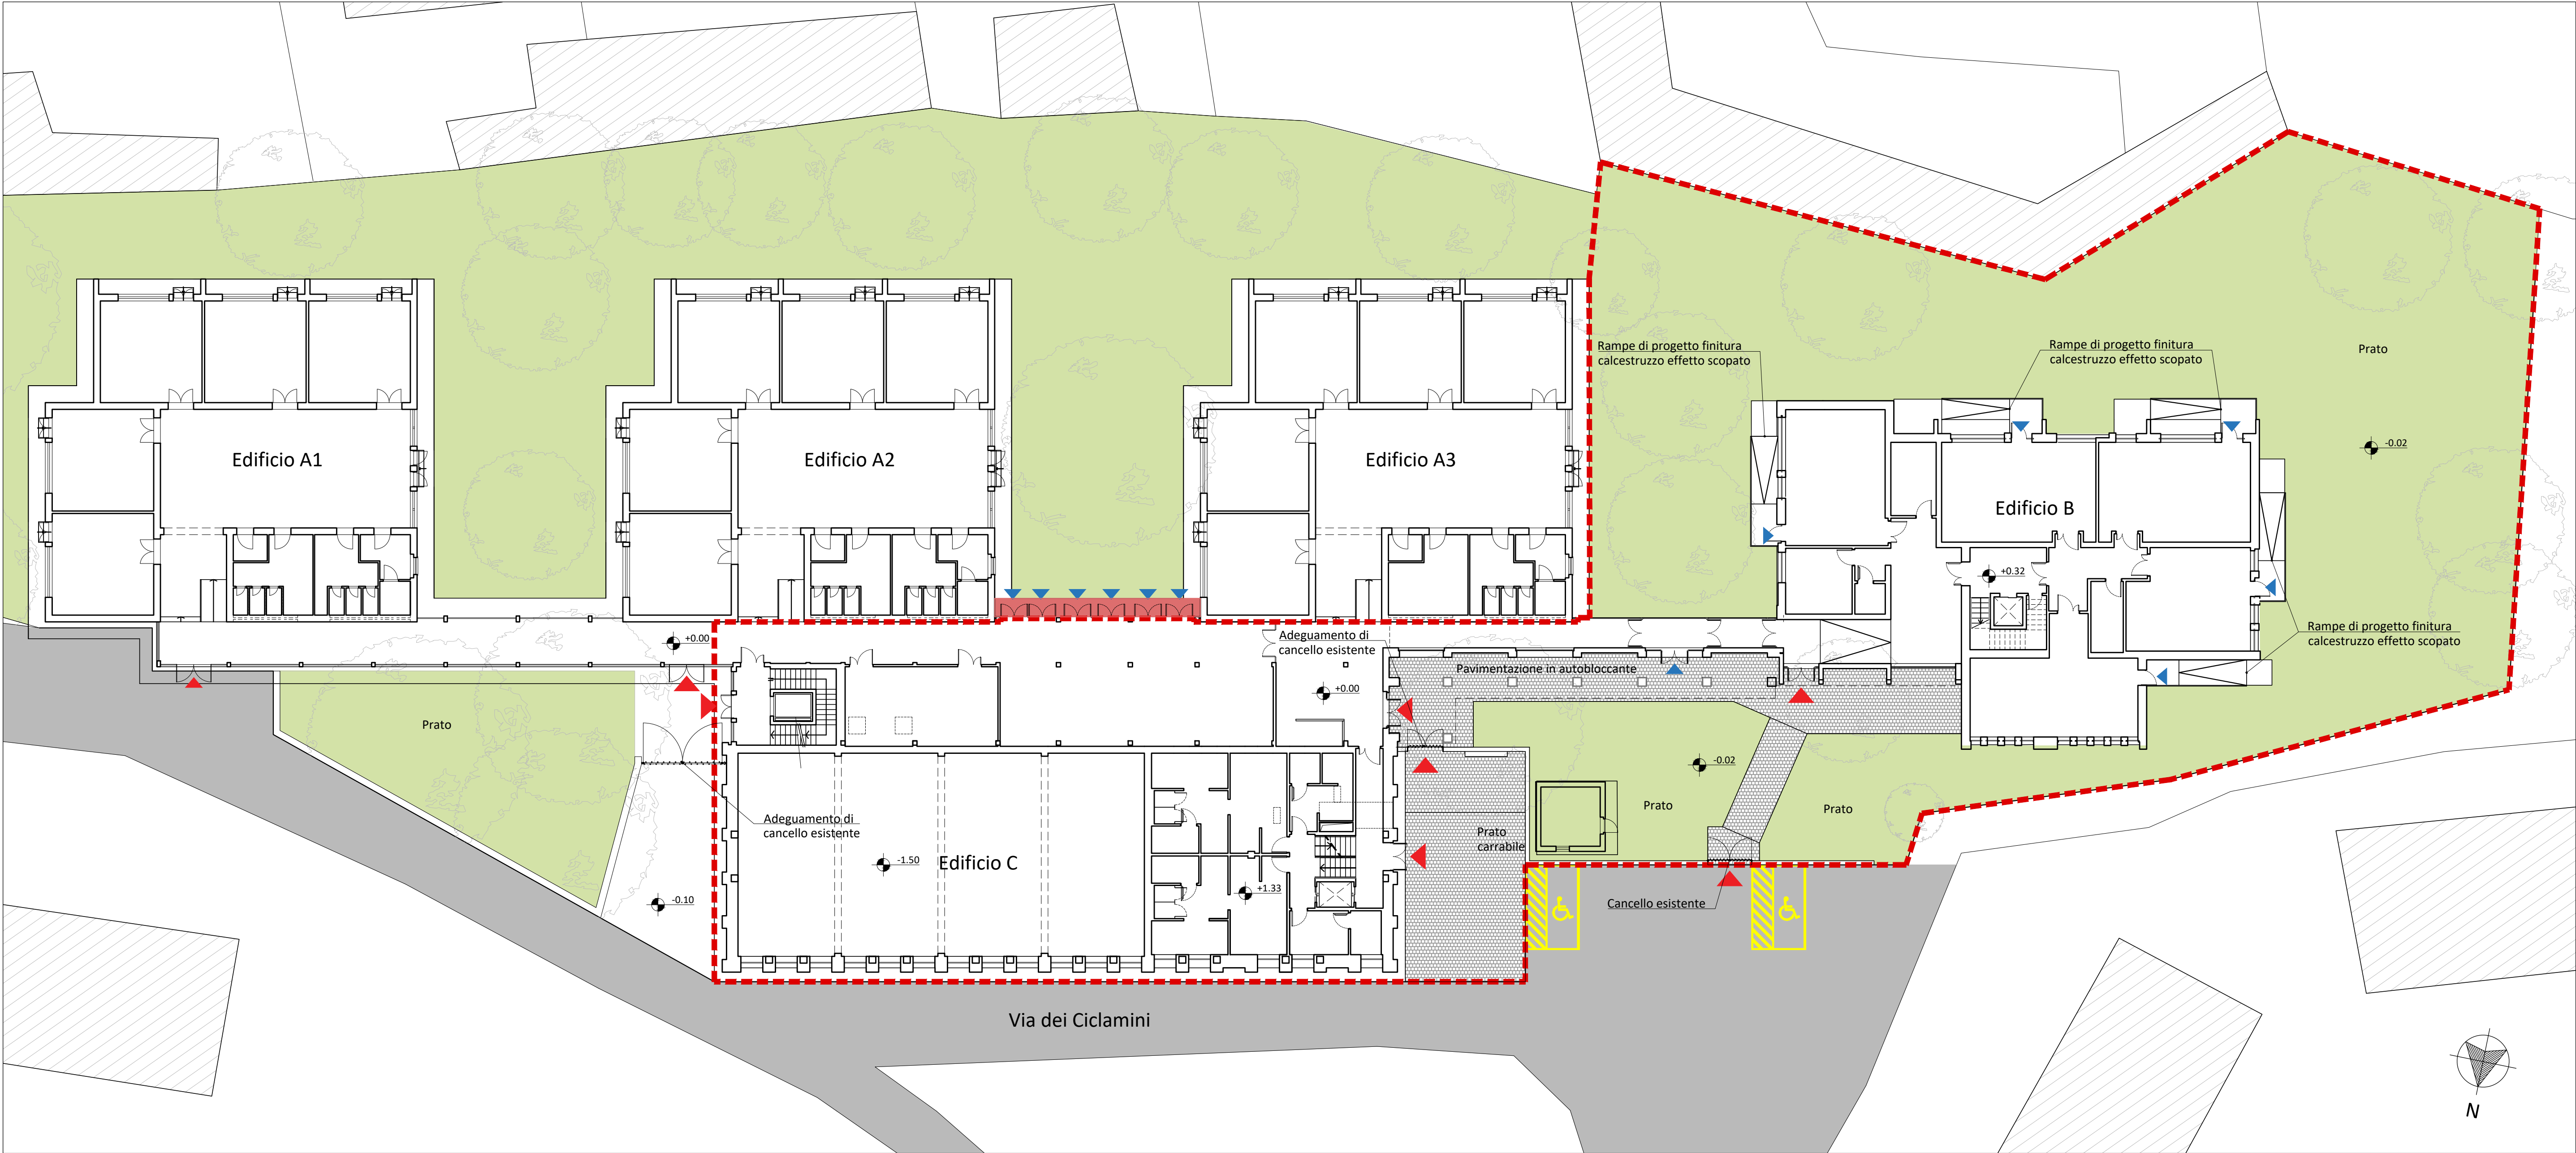 Rampe di progetto finitura
calcestruzzo effetto scopato
Rampe di progetto finitura
calcestruzzo effetto scopato
Prato
-0.02
Edificio A1
Edificio A2
Edificio A3
Edificio B
+0.32
Rampe di progetto finitura
calcestruzzo effetto scopato
+0.00
Adeguamento di
cancello esistente
Pavimentazione in autobloccante
+0.00
Prato
-0.02
Prato
Prato
Adeguamento di
cancello esistente
Prato
carrabile
-1.50
Edificio C
+1.33
-0.10
Cancello esistente
Via dei Ciclamini
N